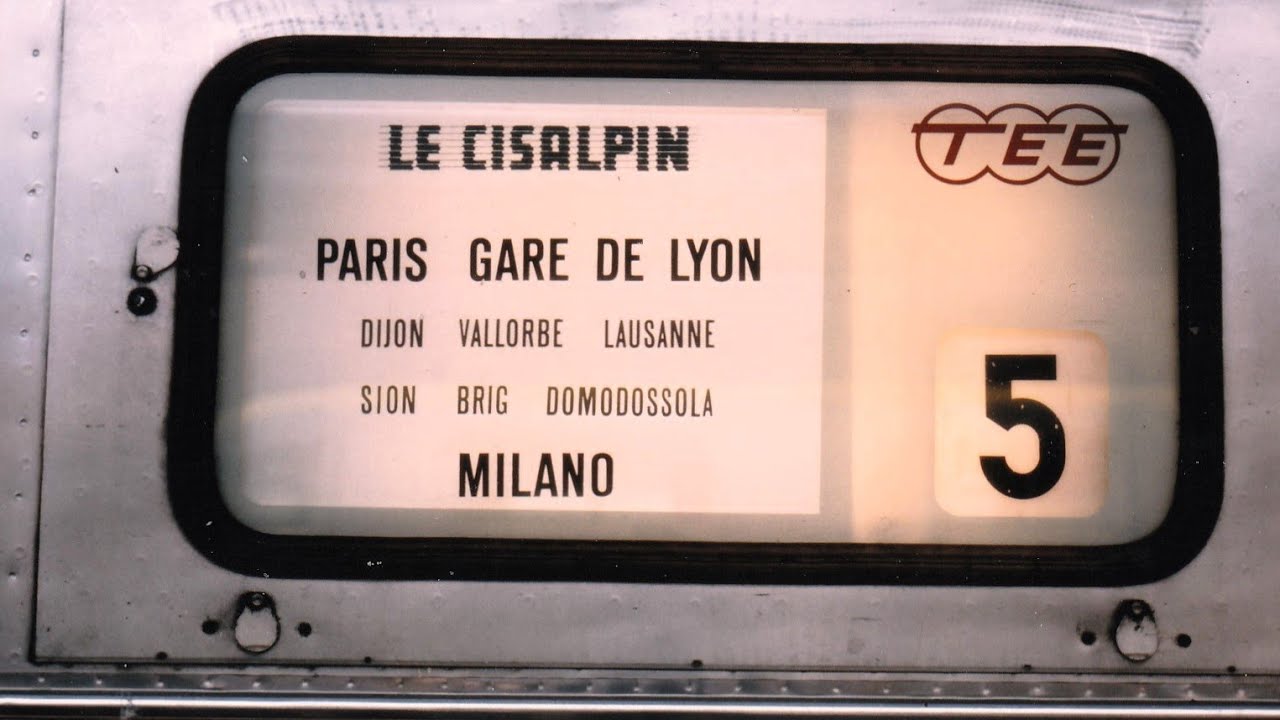 LE CISALPIN
PARIS GARE DE LYON
DIJON VALLORBE LAUSANNE
SION BRIG DOMODOSSOLA
MILANO
TEE
5